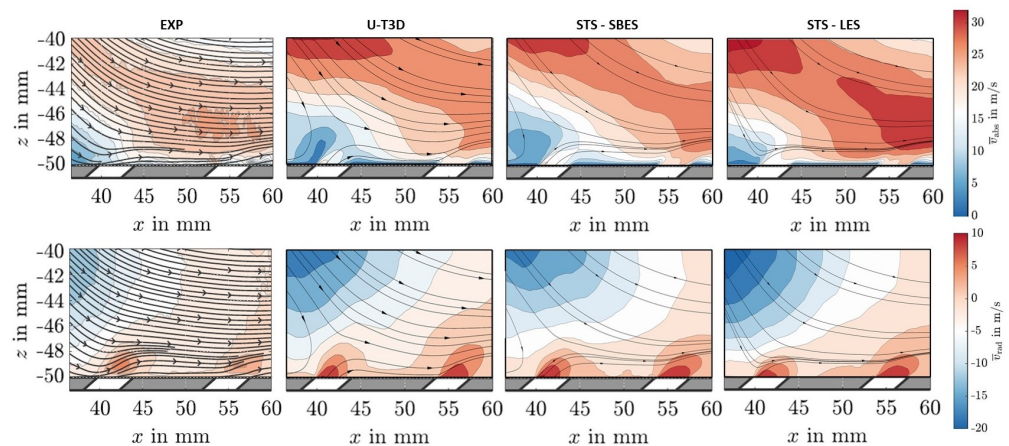 EXP U-T3D STS - SBES STS - LES
-40 -42 -44 -46 -48 -50
z in mm
40 45 50 55 60 40 45 50 55 60 40 45 50 55 60 40 45 50 55 60
x in mm x in mm x in mm x in mm
30 25 20 15 10 5 0
v̅abs in m/s
-40 -42 -44 -46 -48 -50
z in mm
40 45 50 55 60 40 45 50 55 60 40 45 50 55 60 40 45 50 55 60
x in mm x in mm x in mm x in mm
10 5 0 -5 -10 -15 -20
v̅rad in m/s